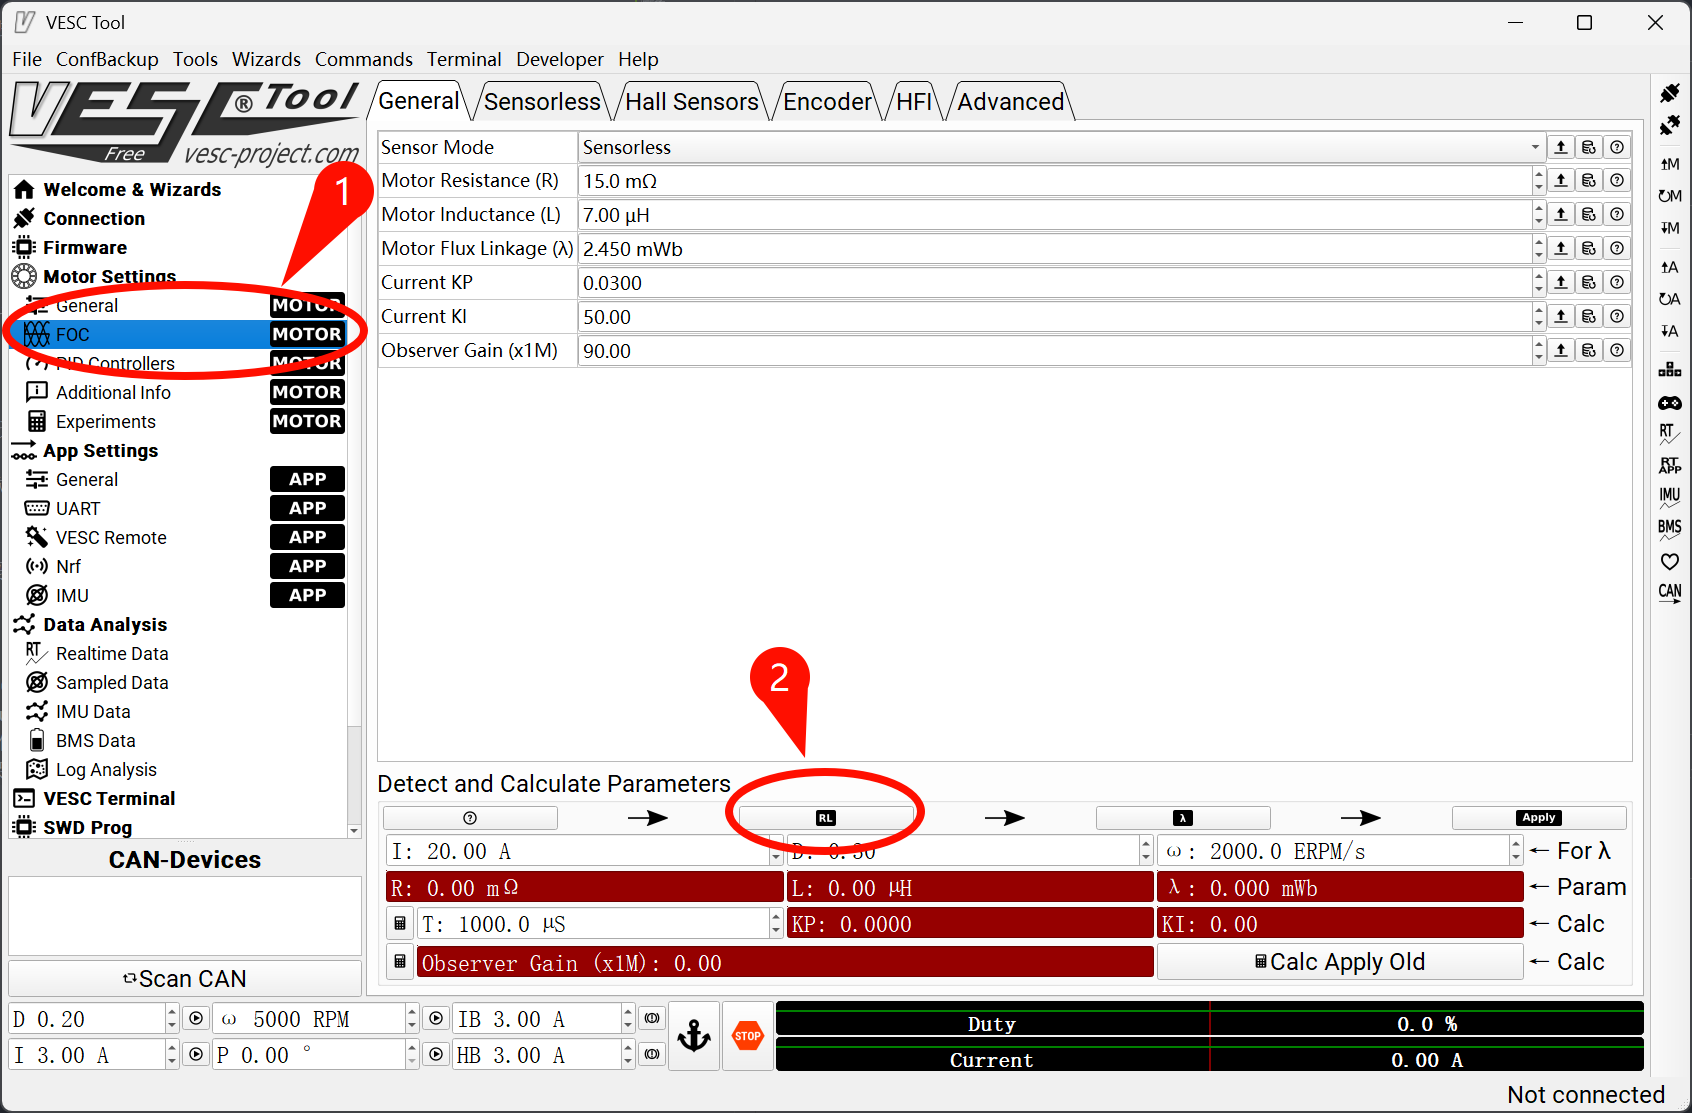 VESC Tool
File ConfBackup Tools Wizards Commands Terminal Developer Help
VESC® Tool
Free vesc-project.com
Welcome & Wizards
Connection
Firmware
Motor Settings
General MOTOR
FOC MOTOR
PID Controllers MOTOR
Additional Info MOTOR
Experiments MOTOR
App Settings
General APP
UART APP
VESC Remote APP
Nrf APP
IMU APP
Data Analysis
RT Realtime Data
Sampled Data
IMU Data
BMS Data
Log Analysis
VESC Terminal
SWD Prog
CAN-Devices
Scan CAN
1
General Sensorless Hall Sensors Encoder HFI Advanced
Sensor Mode Sensorless
Motor Resistance (R) 15.0 mΩ
Motor Inductance (L) 7.00 µH
Motor Flux Linkage (λ) 2.450 mWb
Current KP 0.0300
Current KI 50.00
Observer Gain (x1M) 90.00
2
Detect and Calculate Parameters
RL λ Apply
I: 20.00 A D: 0.30 ω: 2000.0 ERPM/s ← For λ
R: 0.00 mΩ L: 0.00 µH λ: 0.000 mWb ← Param
T: 1000.0 µS KP: 0.0000 KI: 0.00 ← Calc
Observer Gain (x1M): 0.00 Calc Apply Old ← Calc
D 0.20 ω 5000 RPM IB 3.00 A
I 3.00 A P 0.00 ° HB 3.00 A
STOP
Duty 0.0 %
Current 0.00 A
Not connected
↑M
↻M
↧M
↑A
↻A
↧A
RT
RT APP
IMU
BMS
CAN